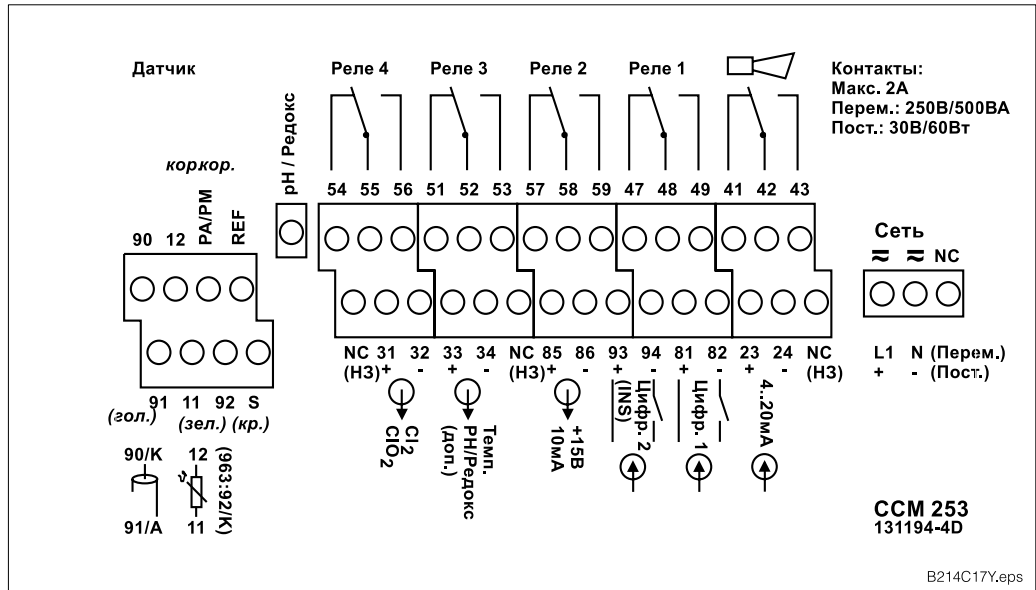 Датчик
Реле 4 Реле 3 Реле 2 Реле 1
Контакты:
Макс. 2А
Перем.: 250В/500ВА
Пост.: 30В/60Вт
pH / Редокс
кор.кор.
54 55 56 51 52 53 57 58 59 47 48 49 41 42 43
90 12 PA/PM REF
Сеть
≂ ≂ NC
NC 31 32 33 34 NC 85 86 93 94 81 82 23 24 NC
(НЗ) + - + - (НЗ) + - + - + - + - (НЗ)
L1 N (Перем.)
+ - (Пост.)
91 11 92 S
(гол.) (зел.) (кр.)
Cl2
ClO2
Темп.
PH/Редокс
(доп.)
+15В
10мА
Цифр. 2
(INS)
Цифр. 1
4..20мА
90/K
91/A
12
11
(963:92/K)
CCM 253
131194-4D
B214C17Y.eps